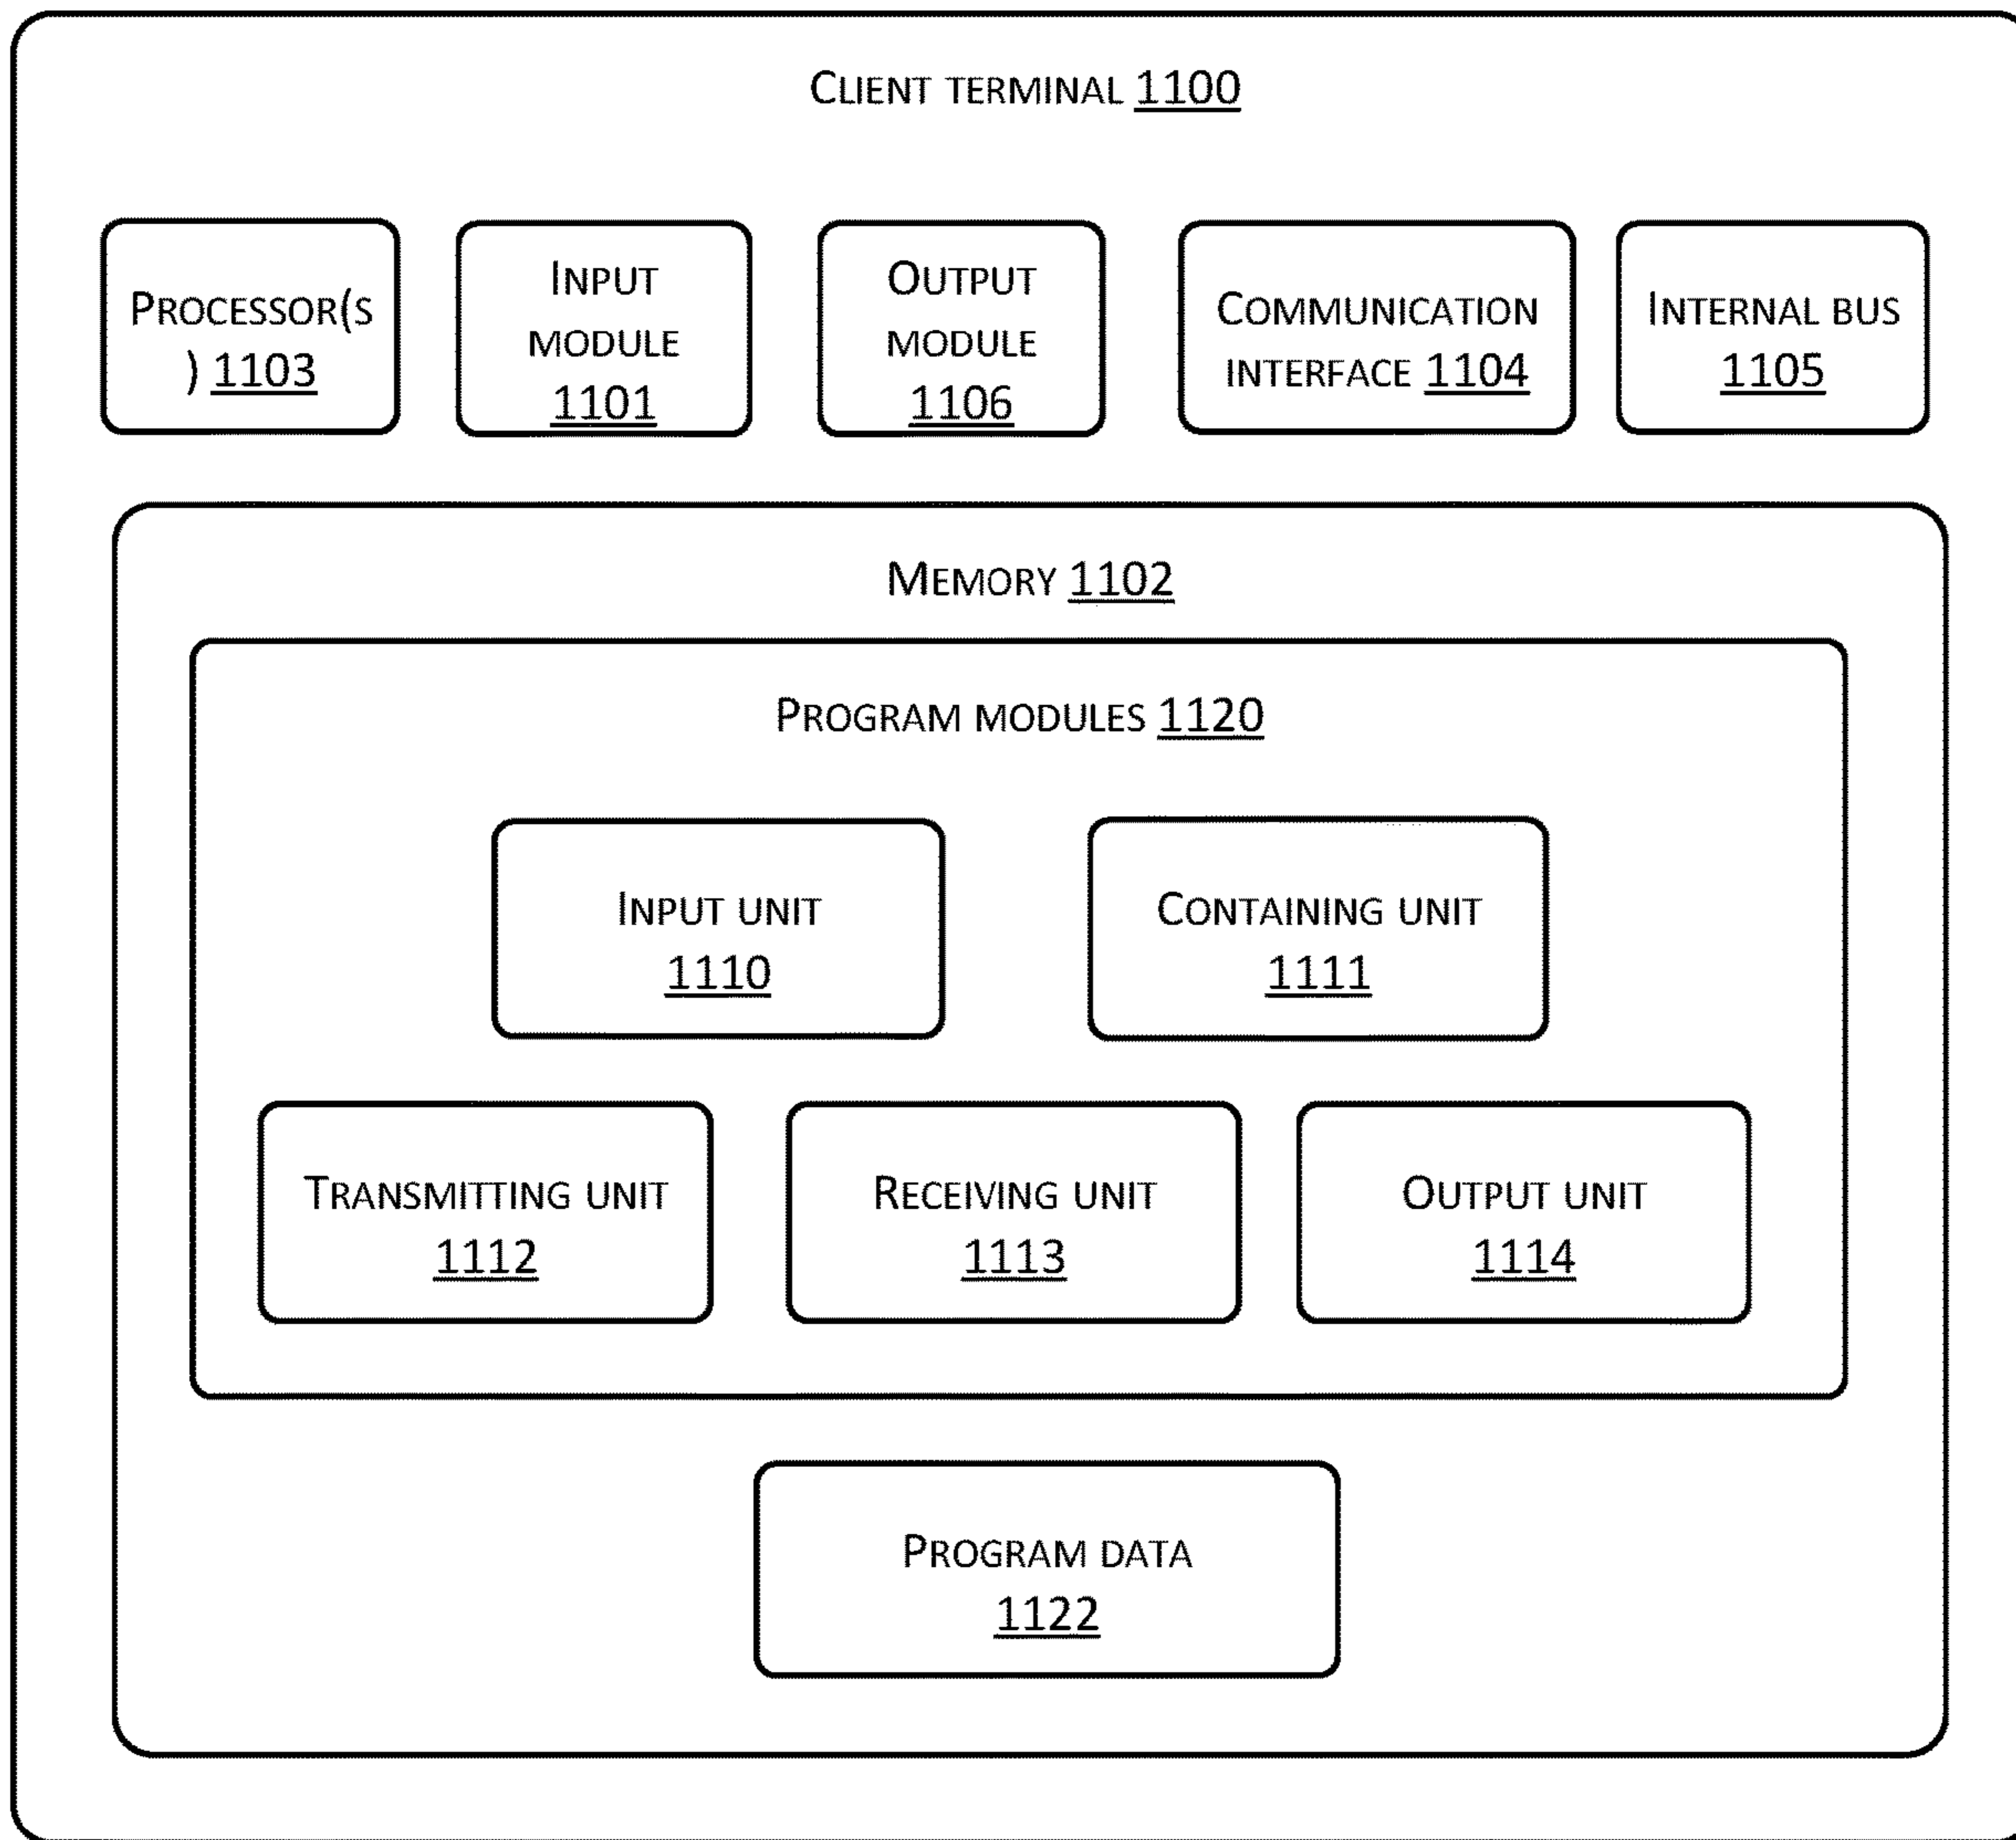 CLIENT TERMINAL 1100
PROCESSOR(S
) 1103
INPUT
MODULE
1101
OUTPUT
MODULE
1106
COMMUNICATION
INTERFACE 1104
INTERNAL BUS
1105
MEMORY 1102
PROGRAM MODULES 1120
INPUT UNIT
1110
CONTAINING UNIT
1111
TRANSMITTING UNIT
1112
RECEIVING UNIT
1113
OUTPUT UNIT
1114
PROGRAM DATA
1122